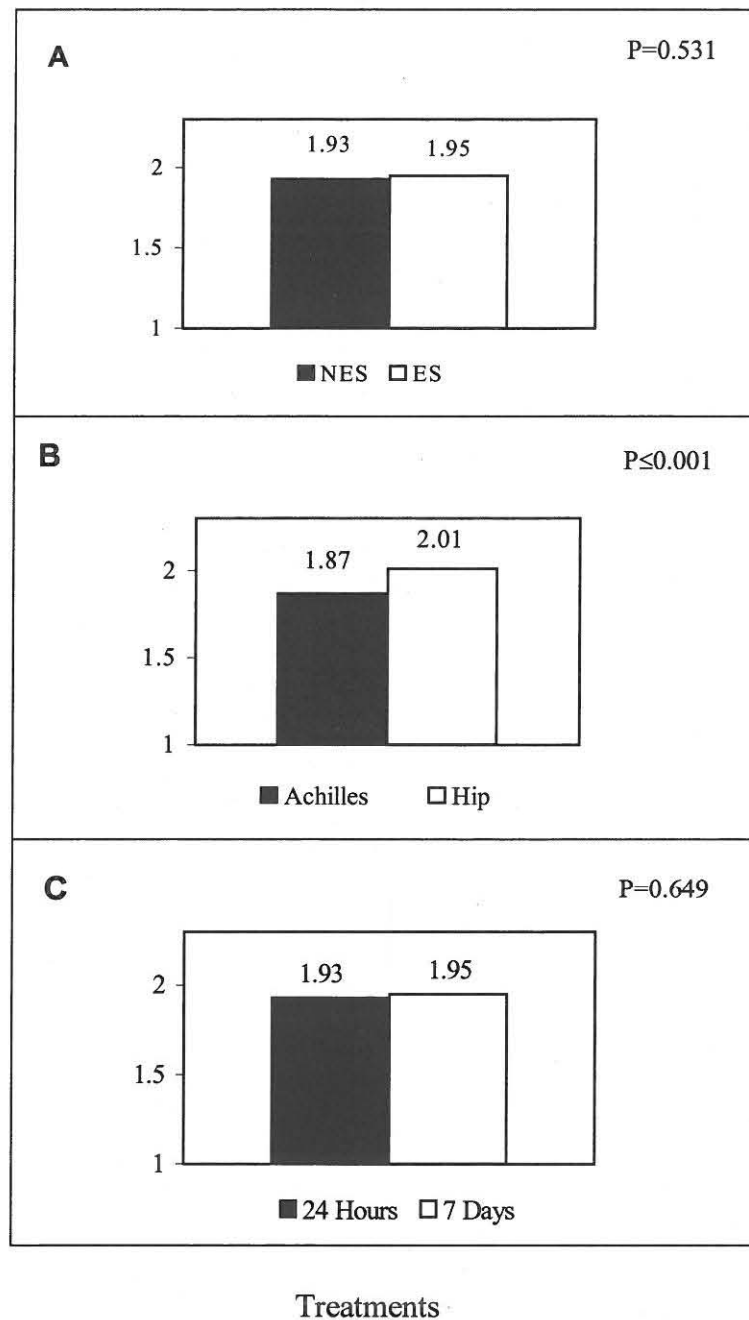 A
P=0.531
1.93 1.95
2
1.5
1
NES ES
B
P≤0.001
1.87 2.01
2
1.5
1
Achilles Hip
C
P=0.649
1.93 1.95
2
1.5
1
24 Hours 7 Days
Treatments